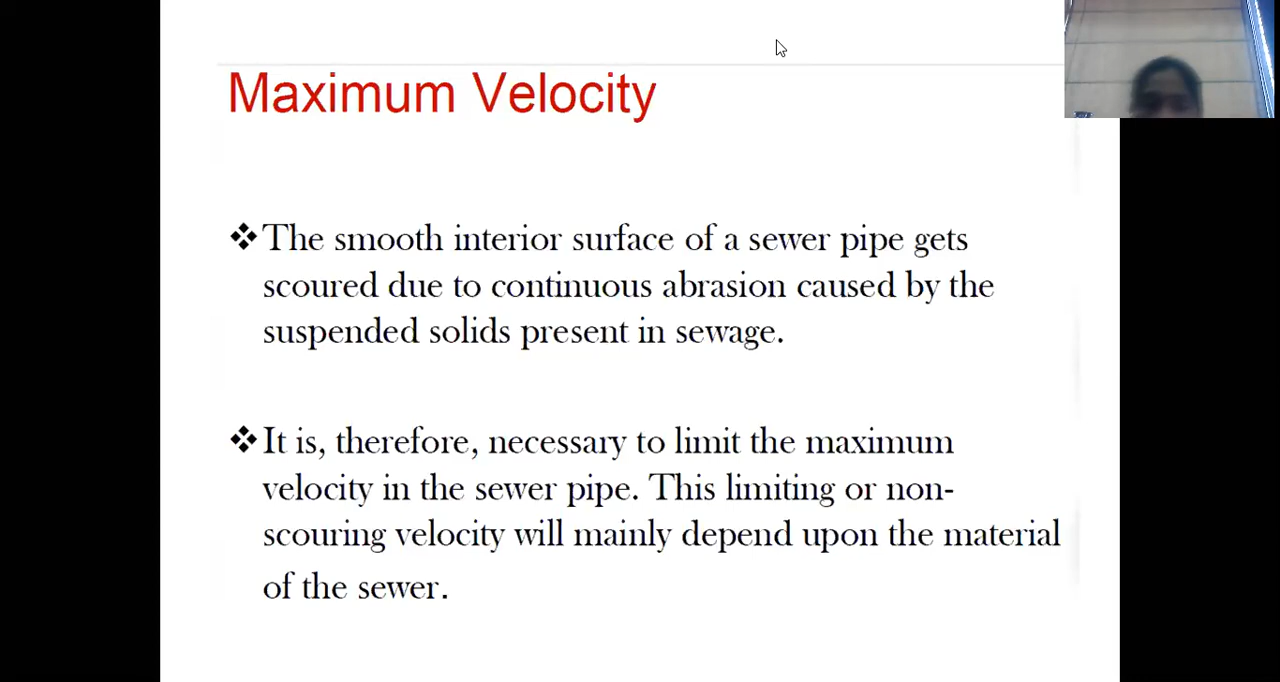 Maximum Velocity
❖The smooth interior surface of a sewer pipe gets
scoured due to continuous abrasion caused by the
suspended solids present in sewage.
❖It is, therefore, necessary to limit the maximum
velocity in the sewer pipe. This limiting or non-
scouring velocity will mainly depend upon the material
of the sewer.